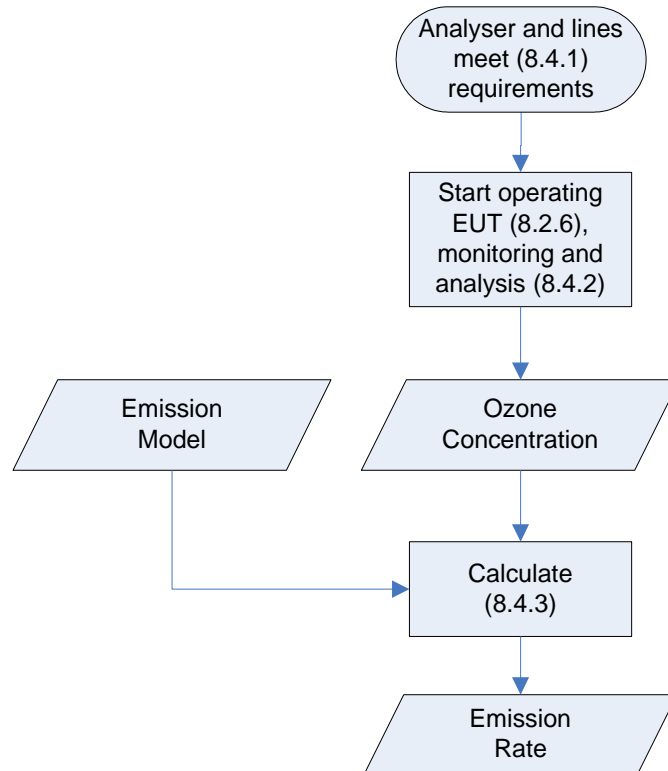 Analyser and lines
meet (8.4.1)
requirements
Start operating
EUT (8.2.6),
monitoring and
analysis (8.4.2)
Emission
Model
Ozone
Concentration
Calculate
(8.4.3)
Emission
Rate